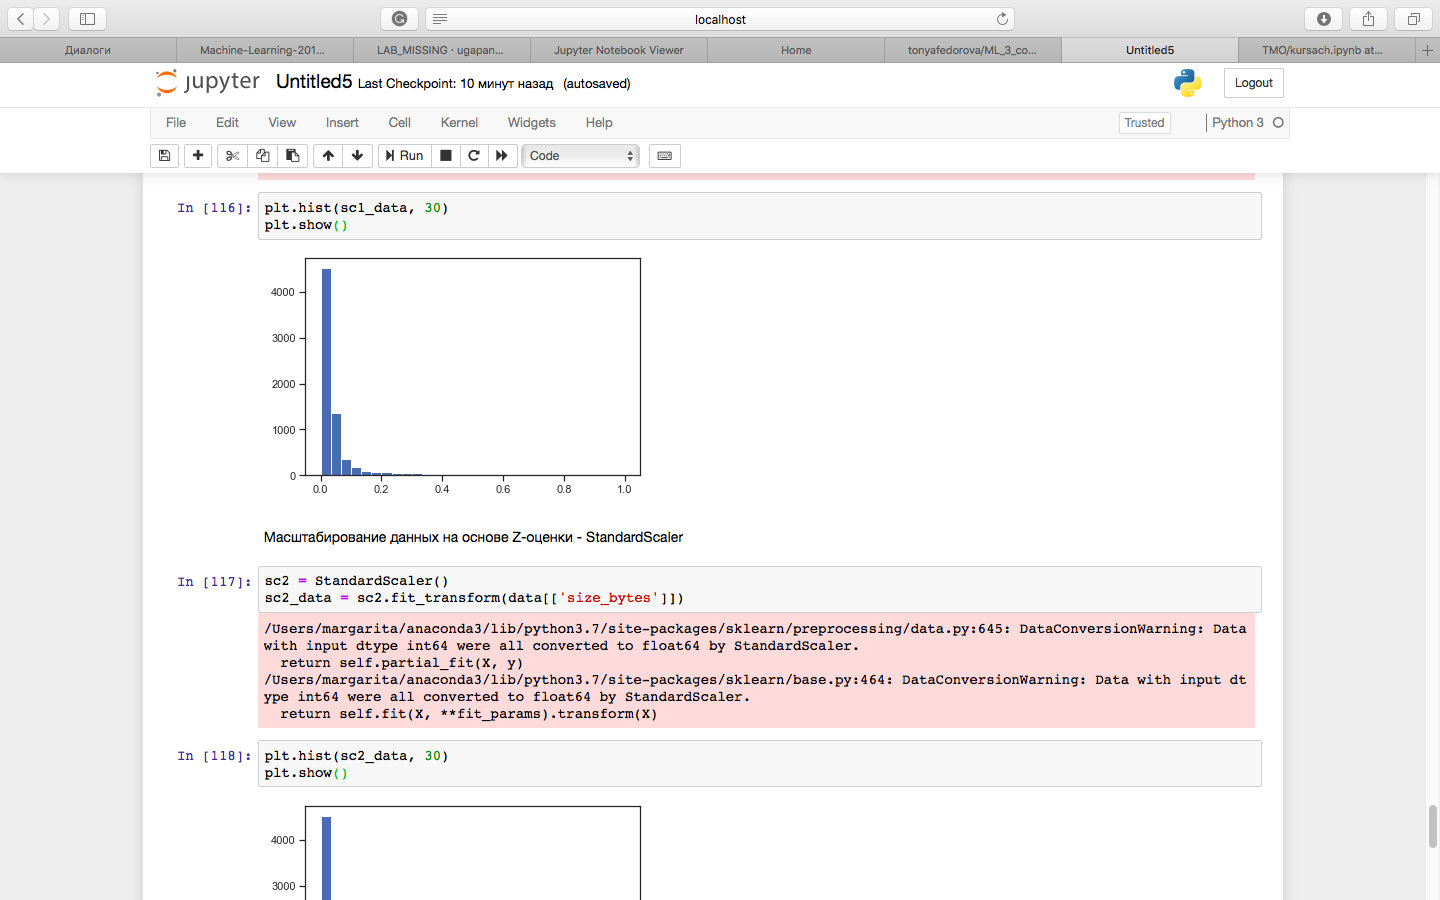 localhost
Диалоги
Machine-Learning-201...
LAB_MISSING · ugapan...
Jupyter Notebook Viewer
Home
tonyafedorova/ML_3_co...
Untitled5
TMO/kursach.ipynb at...
jupyter Untitled5 Last Checkpoint: 10 минут назад (autosaved)
Logout
File Edit View Insert Cell Kernel Widgets Help
Trusted
Python 3
Run
Code
In [116]:
plt.hist(sc1_data, 30)
plt.show()
4000
3000
2000
1000
0
0.0 0.2 0.4 0.6 0.8 1.0
Масштабирование данных на основе Z-оценки - StandardScaler
In [117]:
sc2 = StandardScaler()
sc2_data = sc2.fit_transform(data[['size_bytes']])
/Users/margarita/anaconda3/lib/python3.7/site-packages/sklearn/preprocessing/data.py:645: DataConversionWarning: Data
with input dtype int64 were all converted to float64 by StandardScaler.
return self.partial_fit(X, y)
/Users/margarita/anaconda3/lib/python3.7/site-packages/sklearn/base.py:464: DataConversionWarning: Data with input dt
ype int64 were all converted to float64 by StandardScaler.
return self.fit(X, **fit_params).transform(X)
In [118]:
plt.hist(sc2_data, 30)
plt.show()
4000
3000